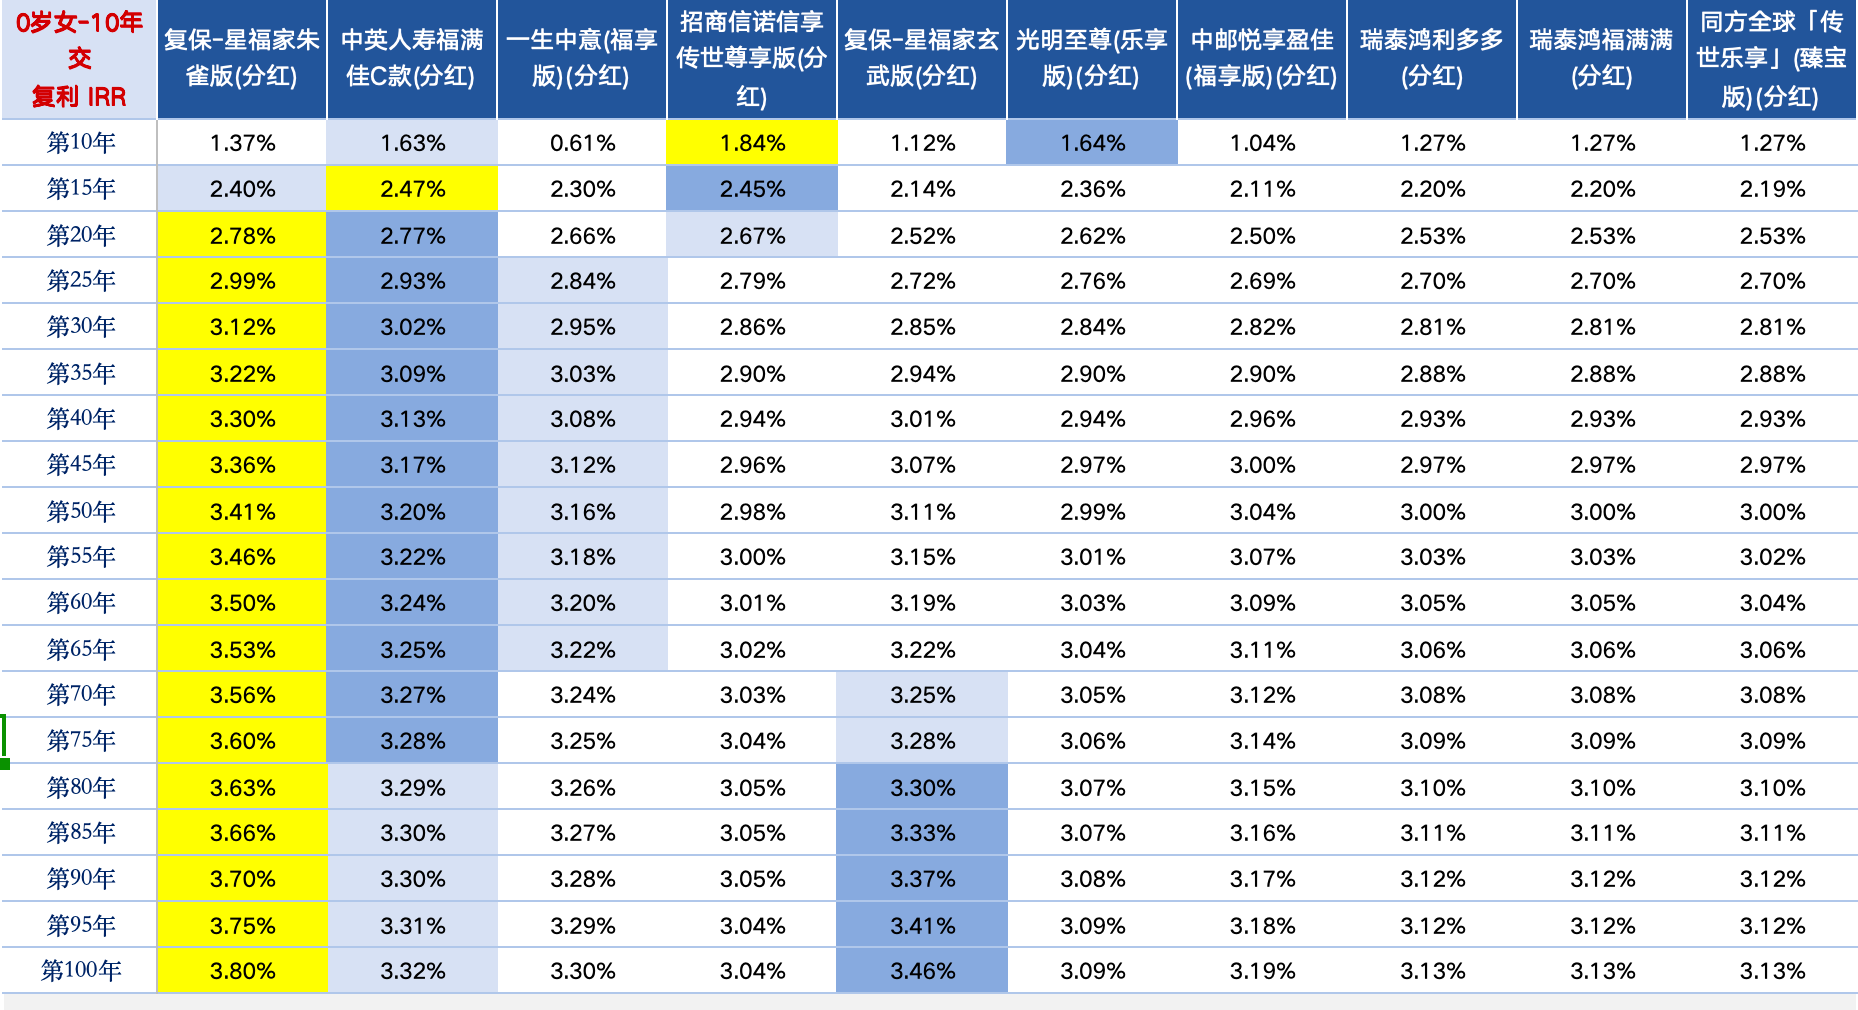 0岁女-10年交 复利 IRR 复保-星福家朱雀版(分红) 中英人寿福满佳C款(分红) 一生中意(福享版)(分红) 招商信诺信享传世尊享版(分红) 复保-星福家玄武版(分红) 光明至尊(乐享版)(分红) 中邮悦享盈佳(福享版)(分红) 瑞泰鸿利多多(分红) 瑞泰鸿福满满(分红) 同方全球「传世乐享」(臻宝版)(分红)
第10年 1.37% 1.63% 0.61% 1.84% 1.12% 1.64% 1.04% 1.27% 1.27% 1.27%
第15年 2.40% 2.47% 2.30% 2.45% 2.14% 2.36% 2.11% 2.20% 2.20% 2.19%
第20年 2.78% 2.77% 2.66% 2.67% 2.52% 2.62% 2.50% 2.53% 2.53% 2.53%
第25年 2.99% 2.93% 2.84% 2.79% 2.72% 2.76% 2.69% 2.70% 2.70% 2.70%
第30年 3.12% 3.02% 2.95% 2.86% 2.85% 2.84% 2.82% 2.81% 2.81% 2.81%
第35年 3.22% 3.09% 3.03% 2.90% 2.94% 2.90% 2.90% 2.88% 2.88% 2.88%
第40年 3.30% 3.13% 3.08% 2.94% 3.01% 2.94% 2.96% 2.93% 2.93% 2.93%
第45年 3.36% 3.17% 3.12% 2.96% 3.07% 2.97% 3.00% 2.97% 2.97% 2.97%
第50年 3.41% 3.20% 3.16% 2.98% 3.11% 2.99% 3.04% 3.00% 3.00% 3.00%
第55年 3.46% 3.22% 3.18% 3.00% 3.15% 3.01% 3.07% 3.03% 3.03% 3.02%
第60年 3.50% 3.24% 3.20% 3.01% 3.19% 3.03% 3.09% 3.05% 3.05% 3.04%
第65年 3.53% 3.25% 3.22% 3.02% 3.22% 3.04% 3.11% 3.06% 3.06% 3.06%
第70年 3.56% 3.27% 3.24% 3.03% 3.25% 3.05% 3.12% 3.08% 3.08% 3.08%
第75年 3.60% 3.28% 3.25% 3.04% 3.28% 3.06% 3.14% 3.09% 3.09% 3.09%
第80年 3.63% 3.29% 3.26% 3.05% 3.30% 3.07% 3.15% 3.10% 3.10% 3.10%
第85年 3.66% 3.30% 3.27% 3.05% 3.33% 3.07% 3.16% 3.11% 3.11% 3.11%
第90年 3.70% 3.30% 3.28% 3.05% 3.37% 3.08% 3.17% 3.12% 3.12% 3.12%
第95年 3.75% 3.31% 3.29% 3.04% 3.41% 3.09% 3.18% 3.12% 3.12% 3.12%
第100年 3.80% 3.32% 3.30% 3.04% 3.46% 3.09% 3.19% 3.13% 3.13% 3.13%